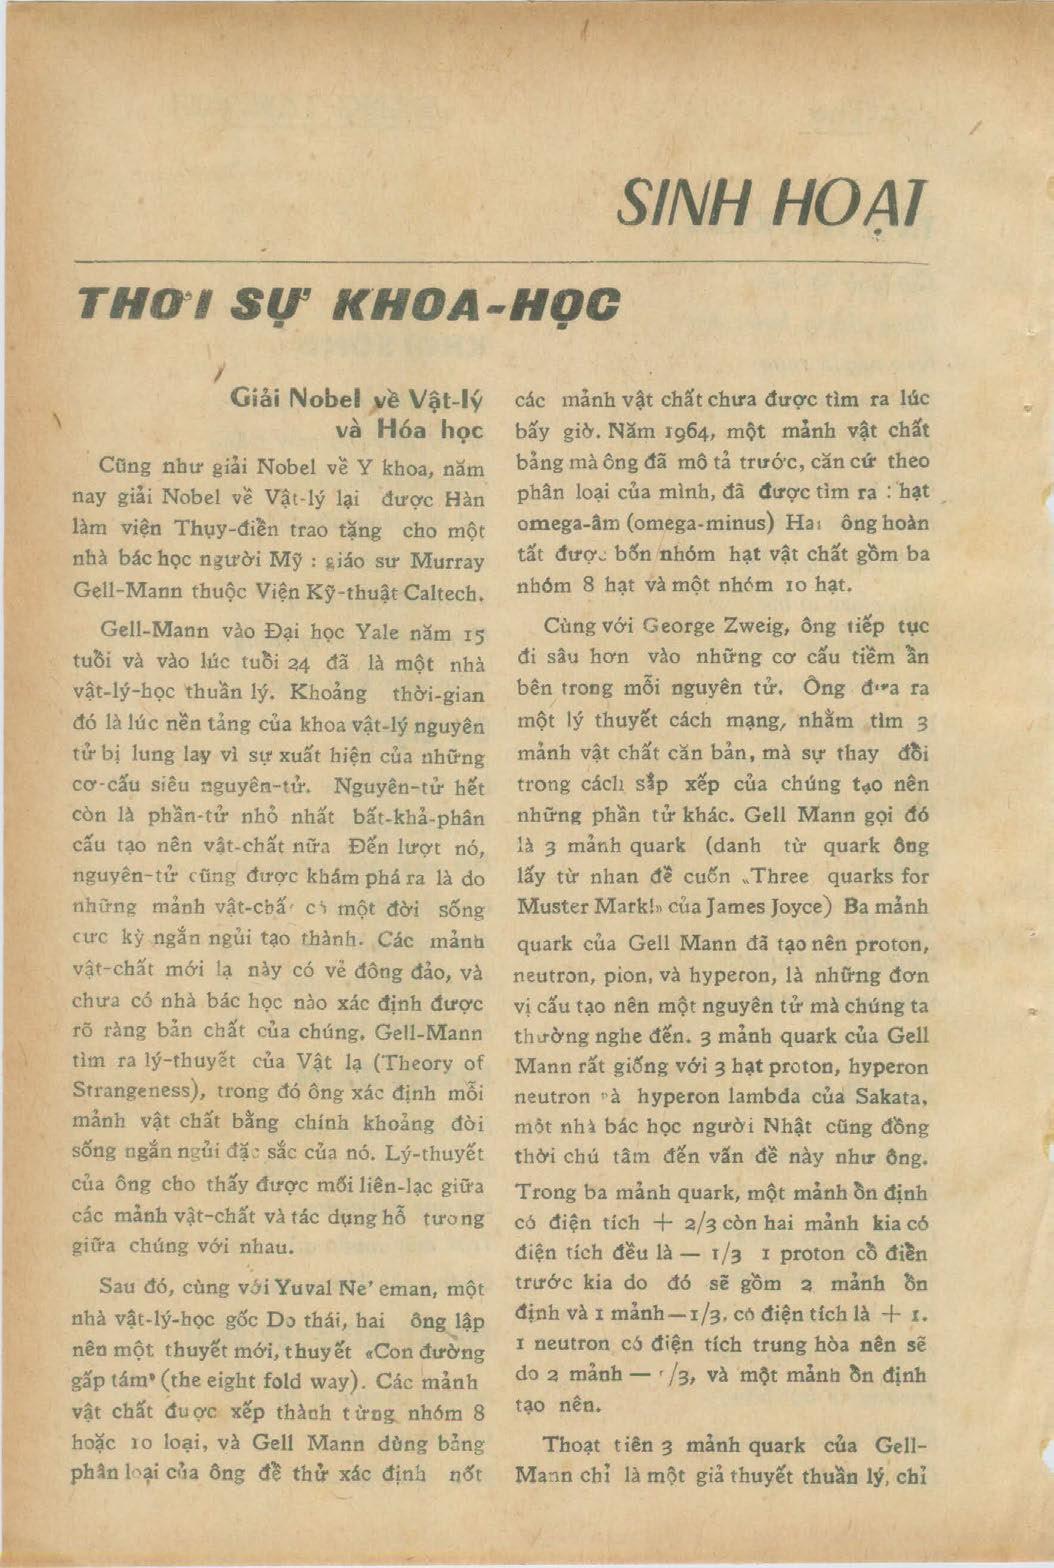 SINH HOẠT
THỜI SỰ KHOA-HỌC
Giải Nobel về Vật-lý
và Hóa học
Cũng như giải Nobel về Y khoa, năm
nay giải Nobel về Vật-lý lại được Hàn
làm viện Thụy-điển trao tặng cho một
nhà bác học người Mỹ : giáo sư Murray
Gell-Mann thuộc Viện Kỹ-thuật Caltech.
Gell-Mann vào Đại học Yale năm 15
tuổi và vào lúc tuổi 24 đã là một nhà
vật-lý-học thuần lý. Khoảng thời-gian
đó là lúc nền tảng của khoa vật-lý nguyên
tử bị lung lay vì sự xuất hiện của những
cơ-cấu siêu nguyên-tử. Nguyên-tử hết
còn là phần-tử nhỏ nhất bất-khả-phân
cấu tạo nên vật-chất nữa Đến lượt nó,
nguyên-tử cũng được khám phá ra là do
những mảnh vật-chất có một đời sống
cực kỳ ngắn ngủi tạo thành. Các mảnh
vật-chất mới lạ này có vẻ đông đảo, và
chưa có nhà bác học nào xác định được
rõ ràng bản chất của chúng. Gell-Mann
tìm ra lý-thuyết của Vật lạ (Theory of
Strangeness), trong đó ông xác định mỗi
mảnh vật chất bằng chính khoảng đời
sống ngắn ngủi đặc sắc của nó. Lý-thuyết
của ông cho thấy được mối liên-lạc giữa
các mảnh vật-chất và tác dụng hỗ tương
giữa chúng với nhau.
Sau đó, cùng với Yuval Ne' eman, một
nhà vật-lý-học gốc Do thái, hai ông lập
nên một thuyết mới, thuyết «Con đường
gấp tám» (the eight fold way). Các mảnh
vật chất được xếp thành từng nhóm 8
hoặc 10 loại, và Gell Mann dùng bảng
phân loại của ông để thử xác định nốt
các mảnh vật chất chưa được tìm ra lúc
bấy giờ. Năm 1964, một mảnh vật chất
bảng mà ông đã mô tả trước, căn cứ theo
phân loại của mình, đã được tìm ra : hạt
omega-âm (omega-minus) Hai ông hoàn
tất được bốn nhóm hạt vật chất gồm ba
nhóm 8 hạt và một nhóm 10 hạt.
Cùng với George Zweig, ông tiếp tục
đi sâu hơn vào những cơ cấu tiềm ẩn
bên trong mỗi nguyên tử. Ông đưa ra
một lý thuyết cách mạng, nhằm tìm 3
mảnh vật chất căn bản, mà sự thay đổi
trong cách sắp xếp của chúng tạo nên
những phần tử khác. Gell Mann gọi đó
là 3 mảnh quark (danh từ quark ông
lấy từ nhan đề cuốn «Three quarks for
Muster Mark!» của James Joyce) Ba mảnh
quark của Gell Mann đã tạo nên proton,
neutron, pion, và hyperon, là những đơn
vị cấu tạo nên một nguyên tử mà chúng ta
thường nghe đến. 3 mảnh quark của Gell
Mann rất giống với 3 hạt proton, hyperon
neutron và hyperon lambda của Sakata,
một nhà bác học người Nhật cũng đồng
thời chú tâm đến vấn đề này như ông.
Trong ba mảnh quark, một mảnh ổn định
có điện tích + 2/3 còn hai mảnh kia có
điện tích đều là — 1/3 1 proton cổ điển
trước kia do đó sẽ gồm 2 mảnh ổn
định và 1 mảnh — 1/3, có điện tích là + 1.
1 neutron có điện tích trung hòa nên sẽ
do 2 mảnh — 1/3, và một mảnh ổn định
tạo nên.
Thoạt tiên 3 mảnh quark của Gell-
Mann chỉ là một giả thuyết thuần lý, chỉ